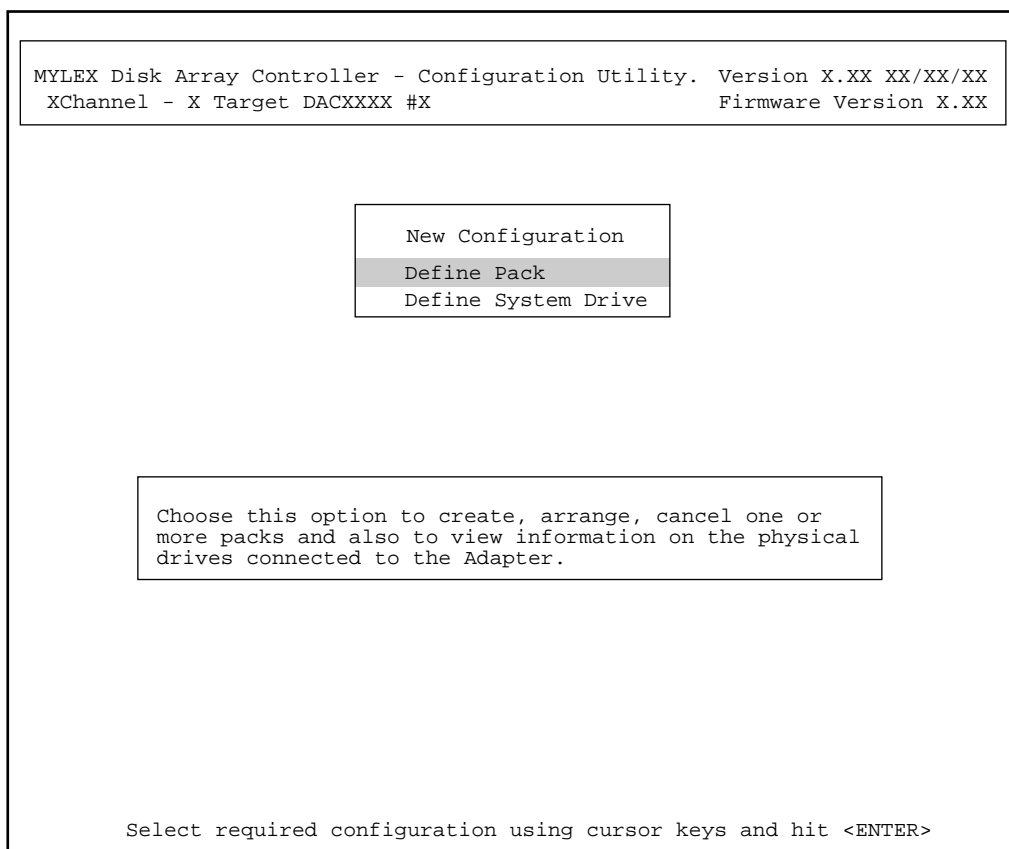 MYLEX Disk Array Controller - Configuration Utility. Version X.XX XX/XX/XX
XChannel - X Target DACXXXX #X Firmware Version X.XX
New Configuration
Define Pack
Define System Drive
Choose this option to create, arrange, cancel one or
more packs and also to view information on the physical
drives connected to the Adapter.
Select required configuration using cursor keys and hit <ENTER>